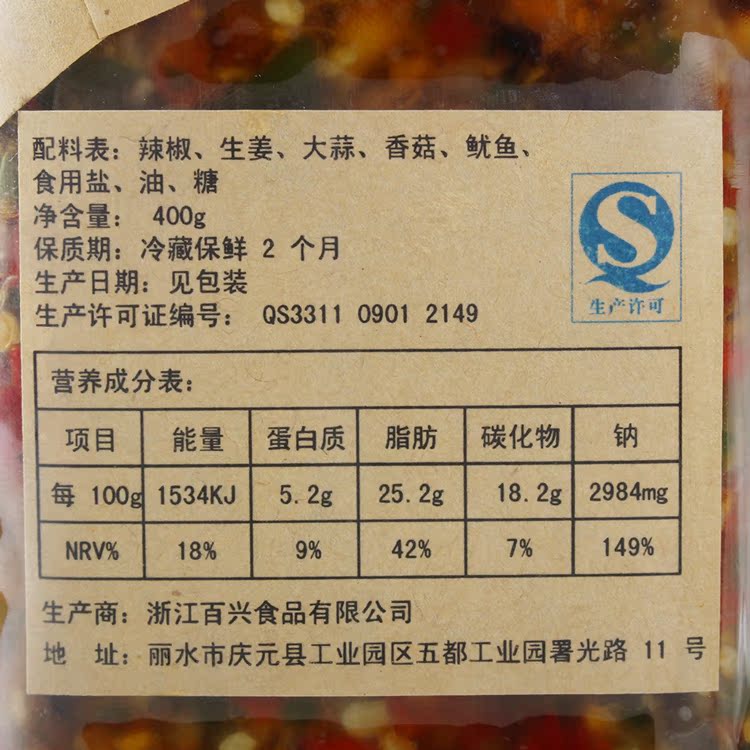 配料表：辣椒、生姜、大蒜、香菇、鱿鱼、
食用盐、油、糖
净含量： 400g
保质期：冷藏保鲜 2 个月
生产日期：见包装
生产许可证编号： QS3311 0901 2149
生产许可
营养成分表：
项目 能量 蛋白质 脂肪 碳化物 钠
每 100g 1534KJ 5.2g 25.2g 18.2g 2984mg
NRV% 18% 9% 42% 7% 149%
生产商：浙江百兴食品有限公司
地 址：丽水市庆元县工业园区五都工业园署光路 11 号